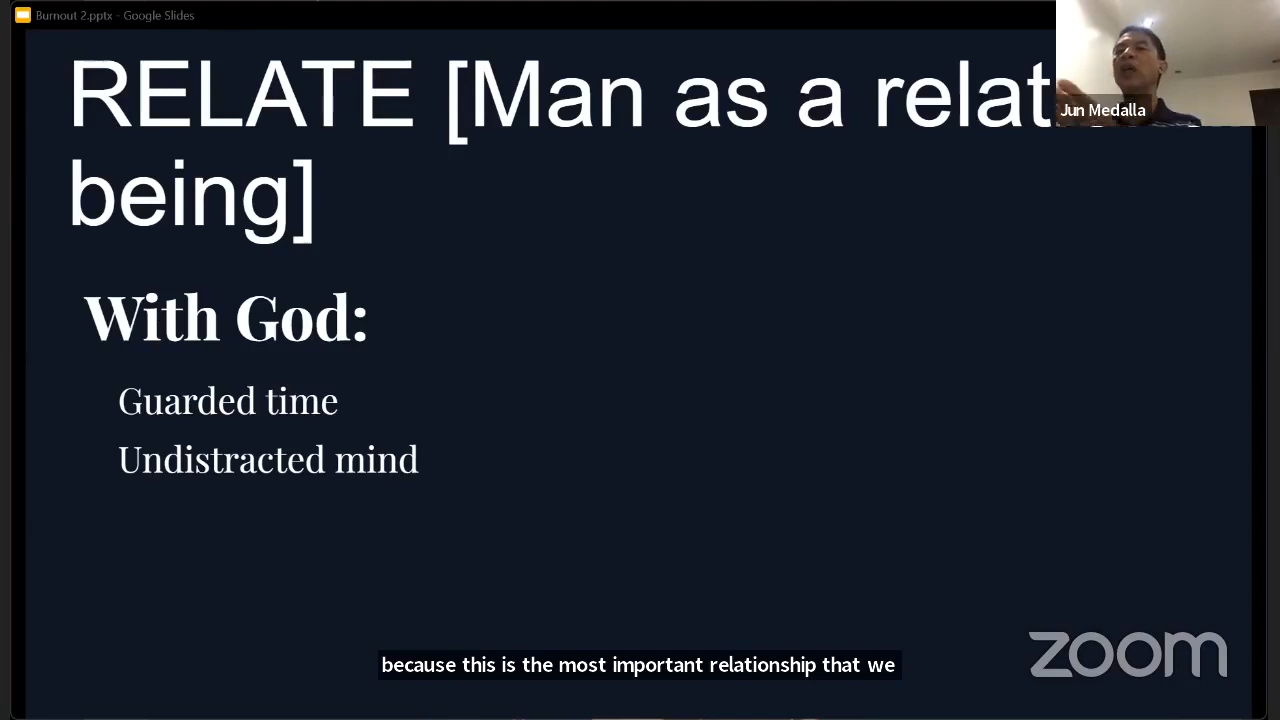 Burnout 2.pptx - Google Slides
RELATE [Man as a relat
being]
Jun Medalla
With God:
Guarded time
Undistracted mind
because this is the most important relationship that we
zoom